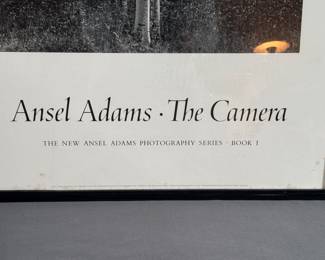 Ansel Adams · The Camera
THE NEW ANSEL ADAMS PHOTOGRAPHY SERIES · BOOK 1